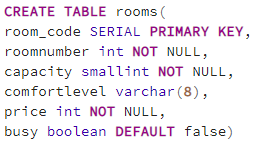 CREATE TABLE rooms(
room_code SERIAL PRIMARY KEY,
roomnumber int NOT NULL,
capacity smallint NOT NULL,
comfortlevel varchar(8),
price int NOT NULL,
busy boolean DEFAULT false)